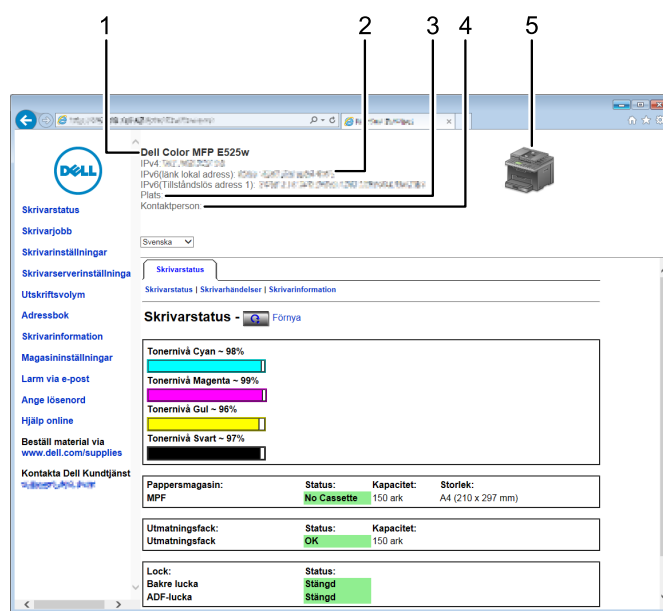 1 2 3 4 5
DELL
Dell Color MFP E525w
IPv4:
IPv6(länk lokal adress):
IPv6(Tillståndslös adress 1):
Plats:
Kontaktperson:
Svenska
Skrivarstatus
Skrivarjobb
Skrivarinställningar
Skrivarserverinställninga
Utskriftsvolym
Adressbok
Skrivarinformation
Magasininställningar
Larm via e-post
Ange lösenord
Hjälp online
Beställ material via
www.dell.com/supplies
Kontakta Dell Kundtjänst
Skrivarstatus
Skrivarstatus | Skrivarhändelser | Skrivarinformation
Skrivarstatus - Förnya
Tonernivå Cyan ~ 98%
Tonernivå Magenta ~ 99%
Tonernivå Gul ~ 96%
Tonernivå Svart ~ 97%
Pappersmagasin: Status: Kapacitet: Storlek:
MPF No Cassette 150 ark A4 (210 x 297 mm)
Utmatningsfack: Status: Kapacitet:
Utmatningsfack OK 150 ark
Lock: Status:
Bakre lucka Stängd
ADF-lucka Stängd